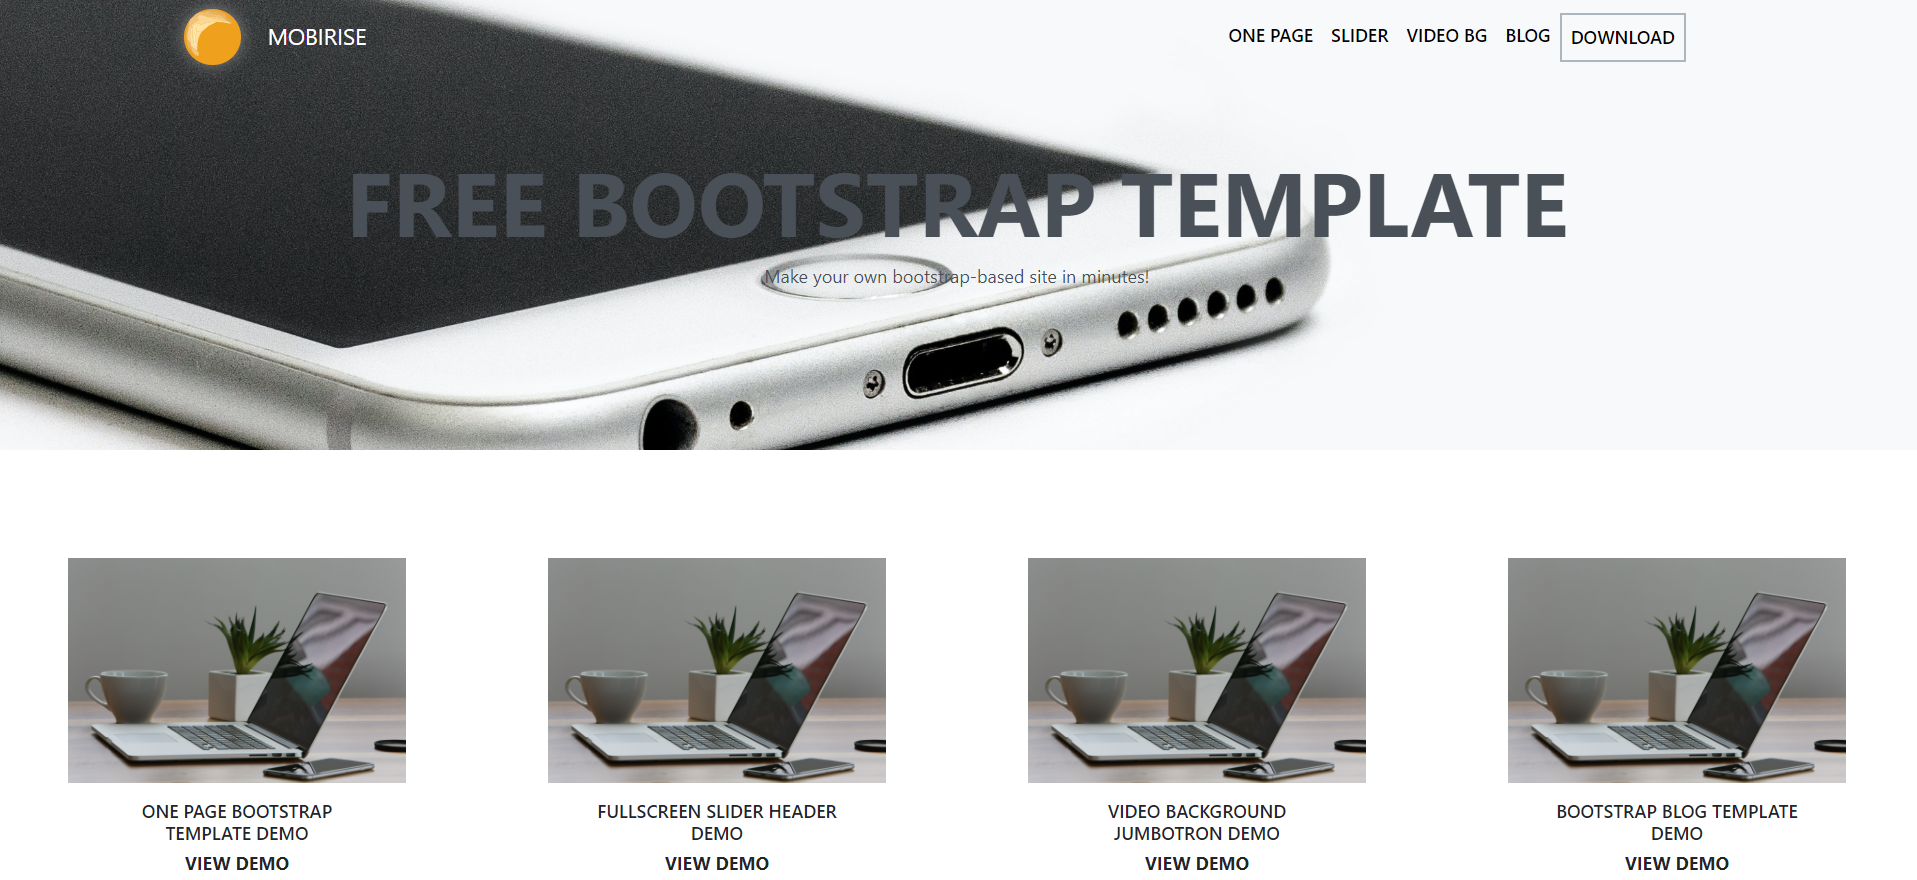 MOBIRISE
ONE PAGE SLIDER VIDEO BG BLOG DOWNLOAD
FREE BOOTSTRAP TEMPLATE
Make your own bootstrap-based site in minutes!
ONE PAGE BOOTSTRAP
TEMPLATE DEMO
VIEW DEMO
FULLSCREEN SLIDER HEADER
DEMO
VIEW DEMO
VIDEO BACKGROUND
JUMBOTRON DEMO
VIEW DEMO
BOOTSTRAP BLOG TEMPLATE
DEMO
VIEW DEMO